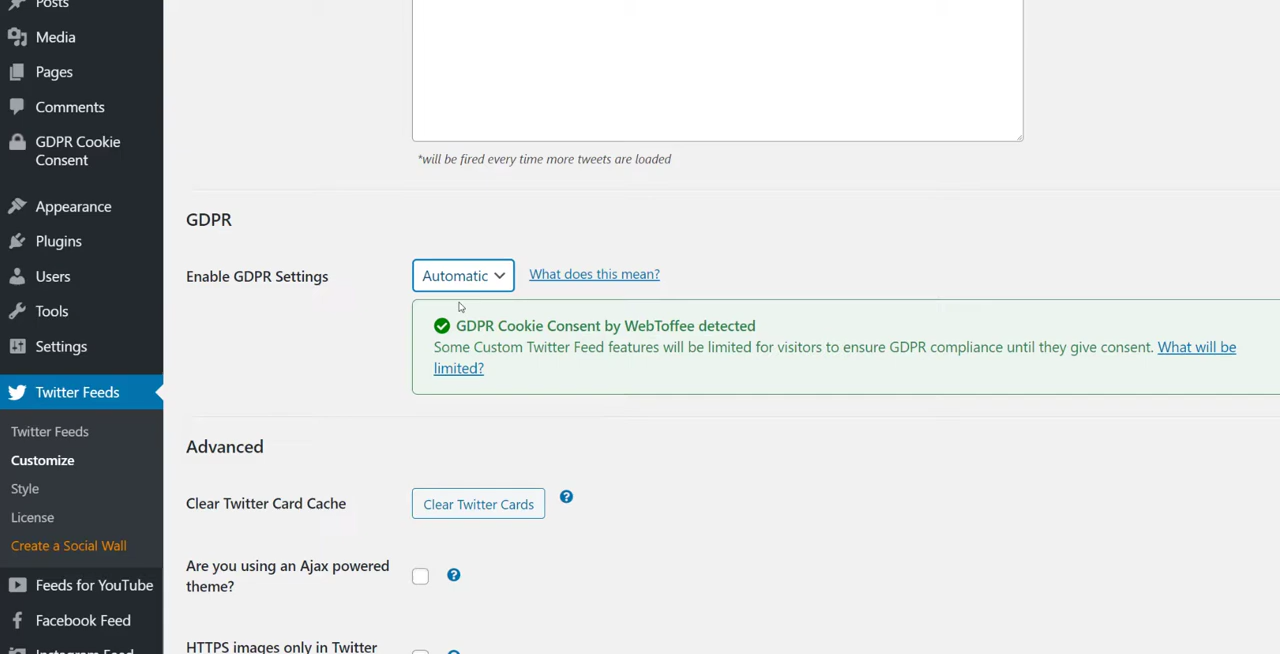 Posts
Media
Pages
Comments
GDPR Cookie
Consent
Appearance
Plugins
Users
Tools
Settings
Twitter Feeds
Twitter Feeds
Customize
Style
License
Create a Social Wall
Feeds for YouTube
Facebook Feed
Instagram Feed
*will be fired every time more tweets are loaded
GDPR
Enable GDPR Settings
Automatic
What does this mean?
GDPR Cookie Consent by WebToffee detected
Some Custom Twitter Feed features will be limited for visitors to ensure GDPR compliance until they give consent. What will be
limited?
Advanced
Clear Twitter Card Cache
Clear Twitter Cards
?
Are you using an Ajax powered
theme?
?
HTTPS images only in Twitter